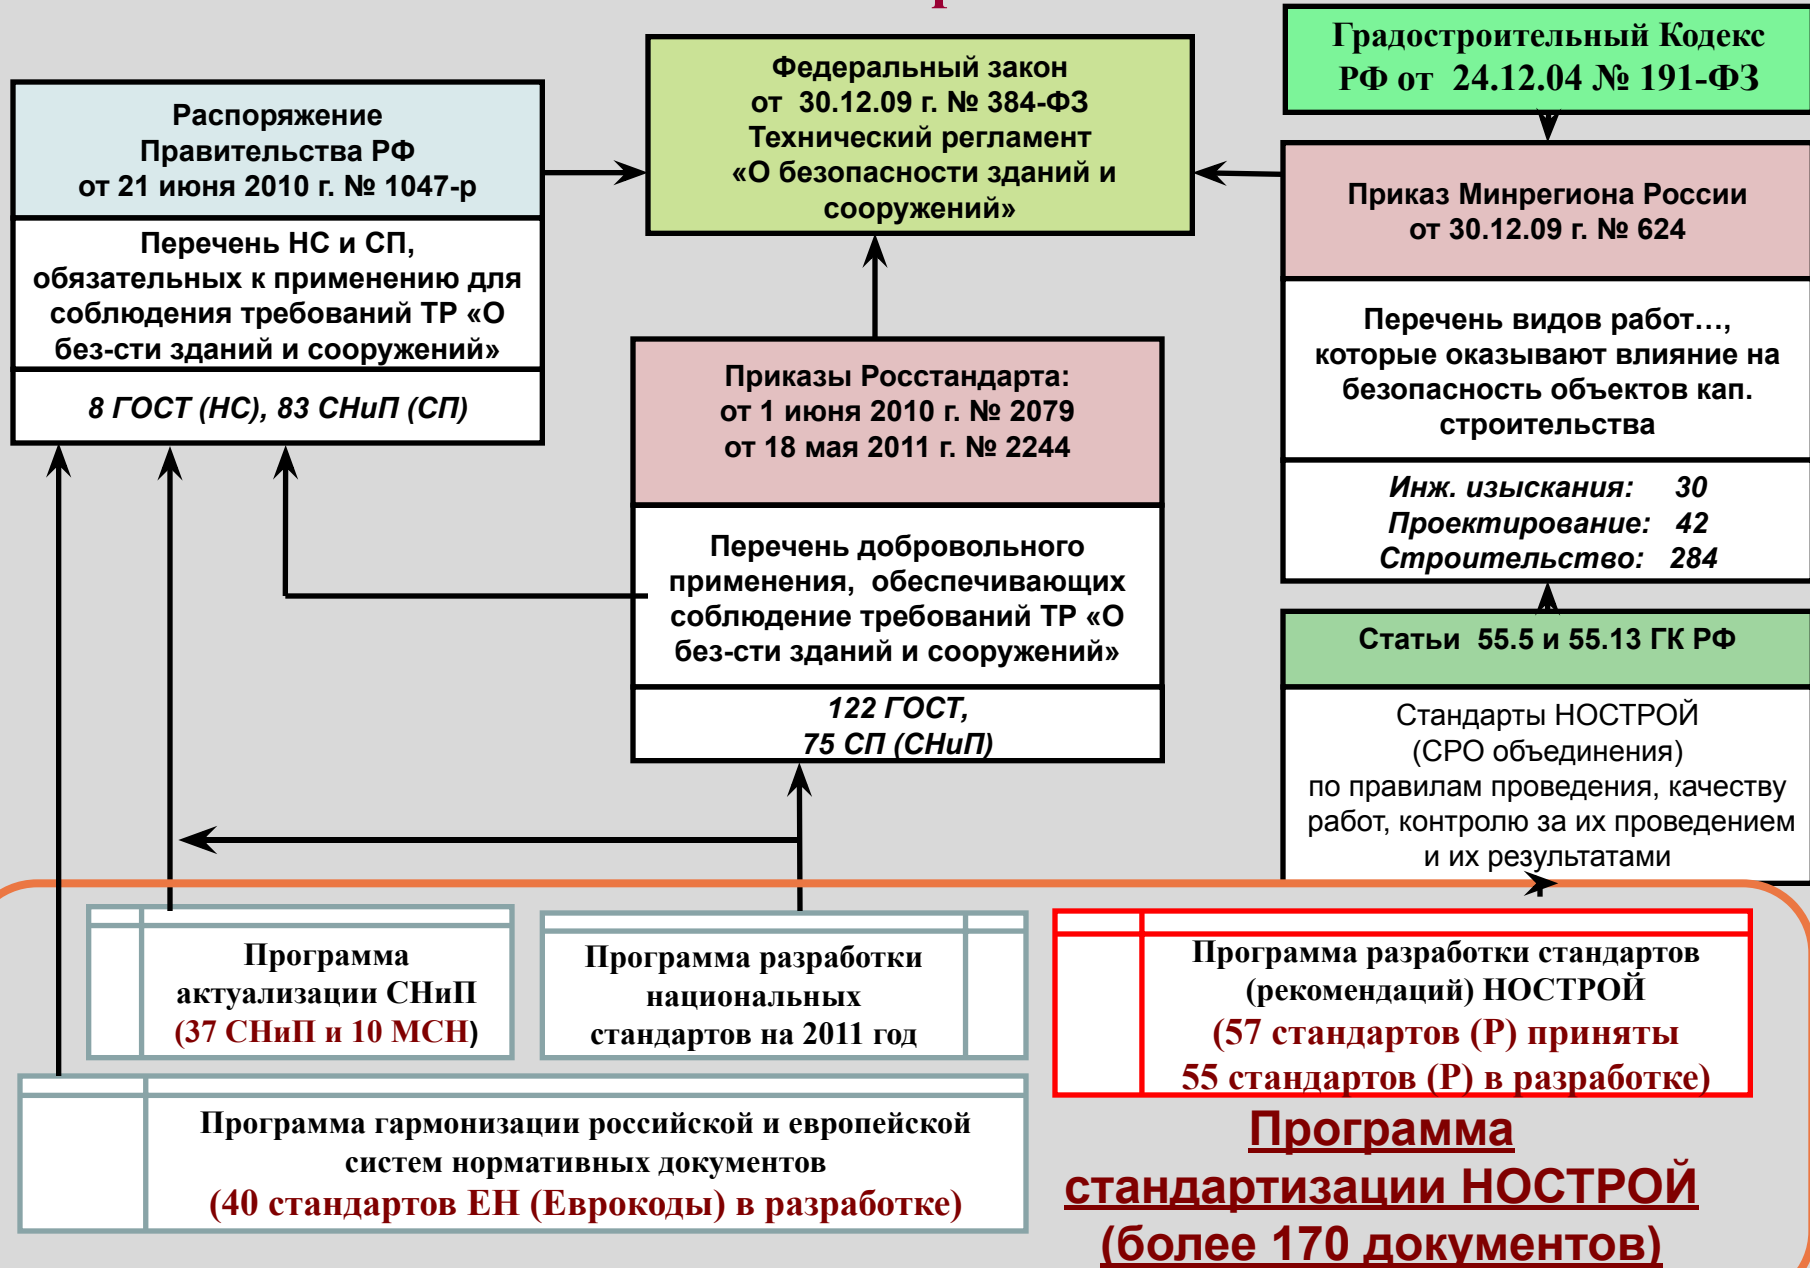 Градостроительный Кодекс
РФ от 24.12.04 № 191-ФЗ
Федеральный закон
от 30.12.09 г. № 384-ФЗ
Технический регламент
«О безопасности зданий и
сооружений»
Распоряжение
Правительства РФ
от 21 июня 2010 г. № 1047-р
Перечень НС и СП,
обязательных к применению для
соблюдения требований ТР «О
без-сти зданий и сооружений»
8 ГОСТ (НС), 83 СНиП (СП)
Приказ Минрегиона России
от 30.12.09 г. № 624
Перечень видов работ…,
которые оказывают влияние на
безопасность объектов кап.
строительства
Инж. изыскания: 30
Проектирование: 42
Строительство: 284
Приказы Росстандарта:
от 1 июня 2010 г. № 2079
от 18 мая 2011 г. № 2244
Перечень добровольного
применения, обеспечивающих
соблюдение требований ТР «О
без-сти зданий и сооружений»
122 ГОСТ,
75 СП (СНиП)
Статьи 55.5 и 55.13 ГК РФ
Стандарты НОСТРОЙ
(СРО объединения)
по правилам проведения, качеству
работ, контролю за их проведением
и их результатами
Программа
актуализации СНиП
(37 СНиП и 10 МСН)
Программа разработки
национальных
стандартов на 2011 год
Программа разработки стандартов
(рекомендаций) НОСТРОЙ
(57 стандартов (Р) приняты
55 стандартов (Р) в разработке)
Программа гармонизации российской и европейской
систем нормативных документов
(40 стандартов ЕН (Еврокоды) в разработке)
Программа
стандартизации НОСТРОЙ
(более 170 документов)